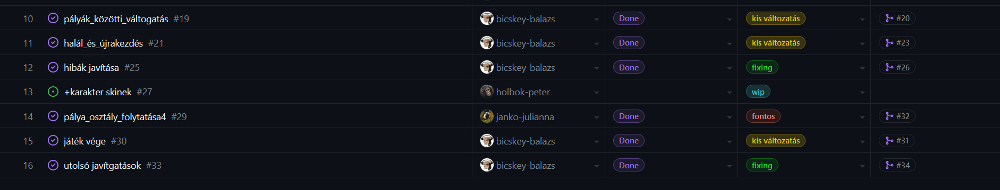 10 pályák_közötti_váltogatás #19 bicskey-balazs Done kis változatás #20
11 halál_és_újrakezdés #21 bicskey-balazs Done kis változatás #23
12 hibák javítása #25 bicskey-balazs Done fixing #26
13 +karakter skinek #27 holbok-peter wip
14 pálya_osztály_folytatása4 #29 janko-julianna Done fontos #32
15 játék vége #30 bicskey-balazs Done kis változatás #31
16 utolsó javítgatások #33 bicskey-balazs Done fixing #34